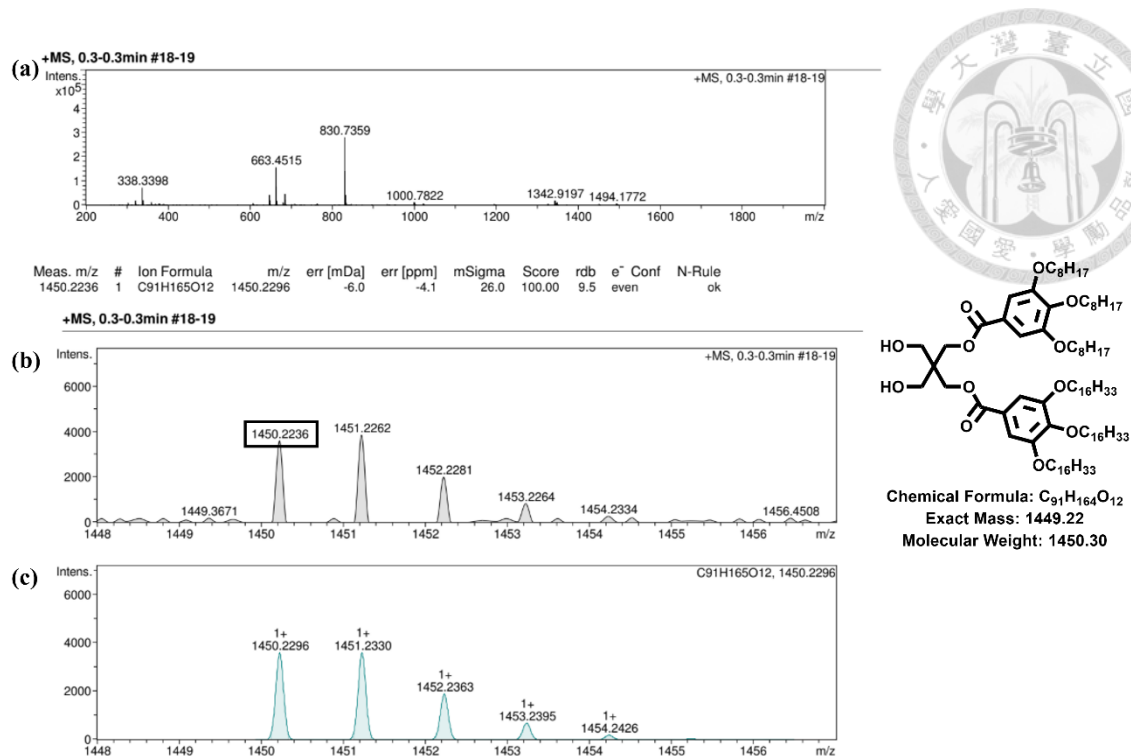 (a)
+MS, 0.3-0.3min #18-19
Intens.
x10⁵
+MS, 0.3-0.3min #18-19
4
3
2
1
0
338.3398
663.4515
830.7359
1000.7822
1342.9197
1494.1772
200 400 600 800 1000 1200 1400 1600 1800 m/z
Meas. m/z # Ion Formula m/z err [mDa] err [ppm] mSigma Score rdb e⁻ Conf N-Rule
1450.2236 1 C91H165O12 1450.2296 -6.0 -4.1 26.0 100.00 9.5 even ok
+MS, 0.3-0.3min #18-19
(b)
Intens.
+MS, 0.3-0.3min #18-19
6000
4000
2000
0
1449.3671
1450.2236
1451.2262
1452.2281
1453.2264
1454.2334
1456.4508
1448 1449 1450 1451 1452 1453 1454 1455 1456 m/z
(c)
Intens.
C91H165O12, 1450.2296
6000
4000
2000
0
1+
1450.2296
1+
1451.2330
1+
1452.2363
1+
1453.2395
1+
1454.2426
1448 1449 1450 1451 1452 1453 1454 1455 1456 m/z
臺灣大學
OC₈H₁₇
OC₈H₁₇
OC₈H₁₇
O
O
HO
HO
O
O
OC₁₆H₃₃
OC₁₆H₃₃
OC₁₆H₃₃
Chemical Formula: C₉₁H₁₆₄O₁₂
Exact Mass: 1449.22
Molecular Weight: 1450.30